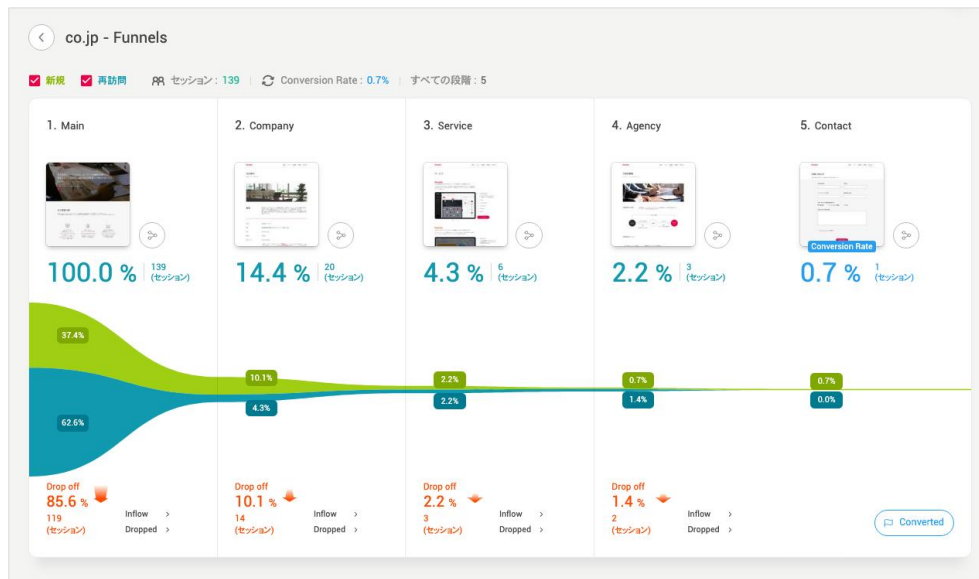 co.jp - Funnels
新規 再訪問 セッション : 139 Conversion Rate : 0.7% すべての段階 : 5
1. Main
2. Company
3. Service
4. Agency
5. Contact
Conversion Rate
100.0 % 139 (セッション)
14.4 % 20 (セッション)
4.3 % 6 (セッション)
2.2 % 3 (セッション)
0.7 % 1 (セッション)
37.4%
62.6%
10.1%
4.3%
2.2%
2.2%
0.7%
1.4%
0.7%
0.0%
Drop off
85.6 %
119
(セッション)
Inflow >
Dropped >
Drop off
10.1 %
14
(セッション)
Inflow >
Dropped >
Drop off
2.2 %
3
(セッション)
Inflow >
Dropped >
Drop off
1.4 %
2
(セッション)
Inflow >
Dropped >
Converted